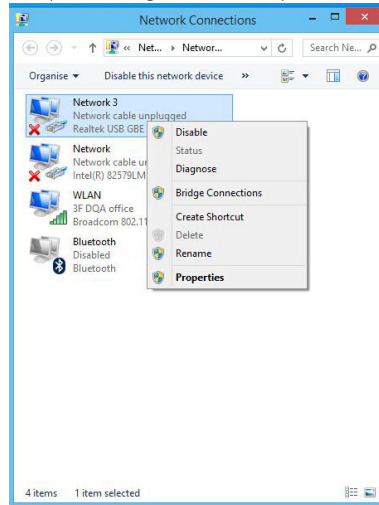 Network Connections
« Net... › Networ...
Search Ne...
Organise
Disable this network device
»
Network 3
Network cable unplugged
Realtek USB GBE
Network
Network cable un
Intel(R) 82579LM
WLAN
3F DQA office
Broadcom 802.11
Bluetooth
Disabled
Bluetooth
Disable
Status
Diagnose
Bridge Connections
Create Shortcut
Delete
Rename
Properties
4 items 1 item selected